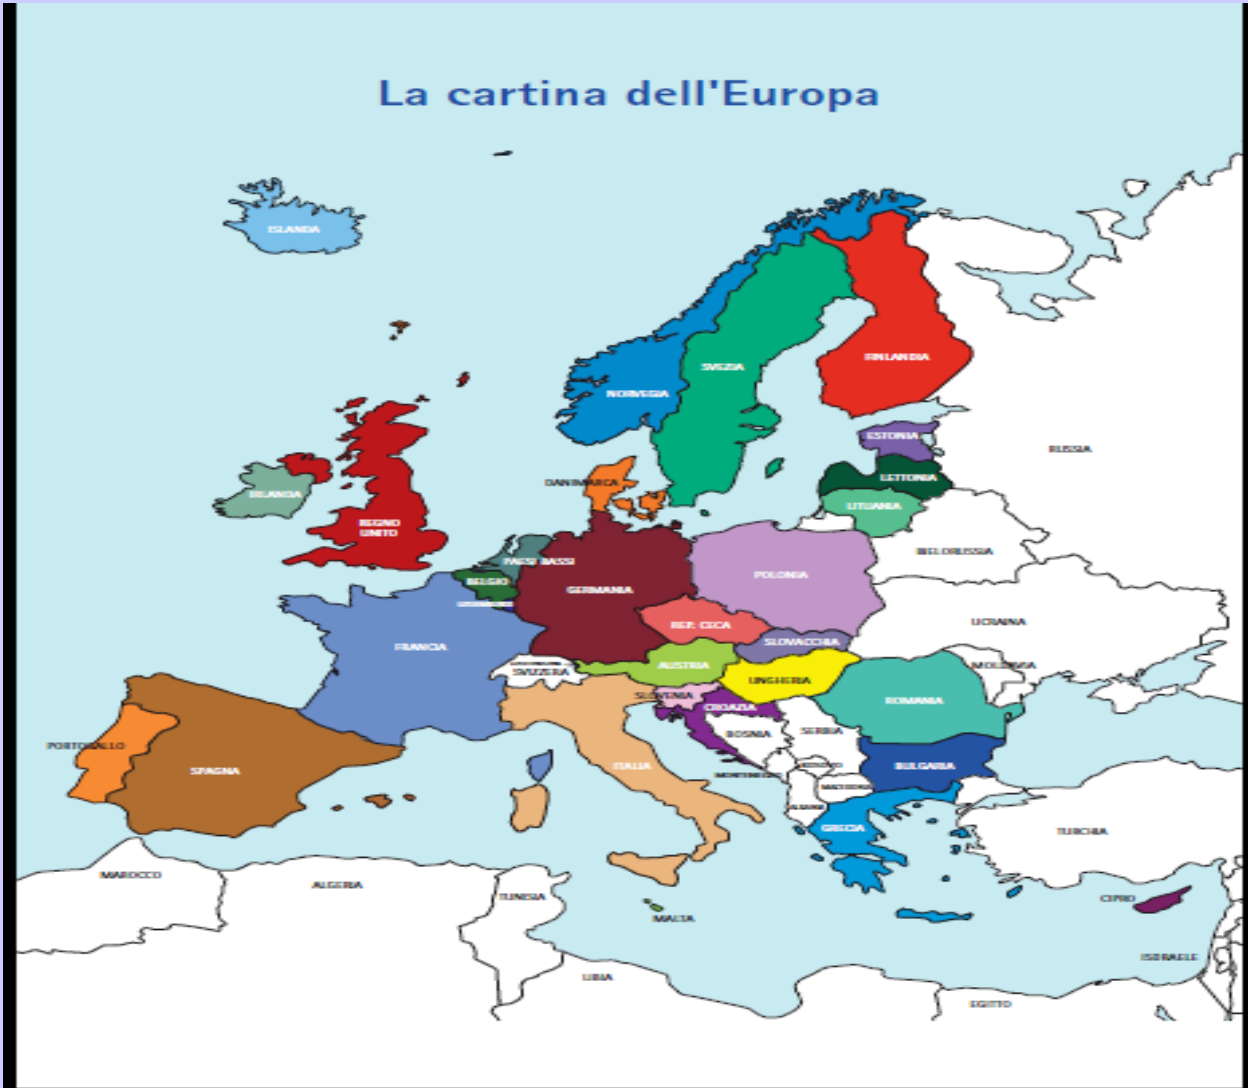 La cartina dell'Europa
ISLANDA
FINLANDIA
SVEZIA
NORVEGIA
ESTONIA
RUSSIA
LETTONIA
DANIMARCA
IRLANDA
LITUANIA
REGNO
UNITO
BIELORUSSIA
PAESI BASSI
POLONIA
BELGIO
GERMANIA
UCRAINA
REP. CECA
SLOVACCHIA
FRANCIA
AUSTRIA
MOLDAVIA
SVIZZERA
UNGHERIA
SLOVENIA
ROMANIA
CROAZIA
BOSNIA
SERBIA
PORTOGALLO
SPAGNA
ITALIA
BULGARIA
MONTENEGRO
MACEDONIA
ALBANIA
GRECIA
TURCHIA
MAROCCO
ALGERIA
TUNISIA
CIPRO
MALTA
ISRAELE
LIBIA
EGITTO